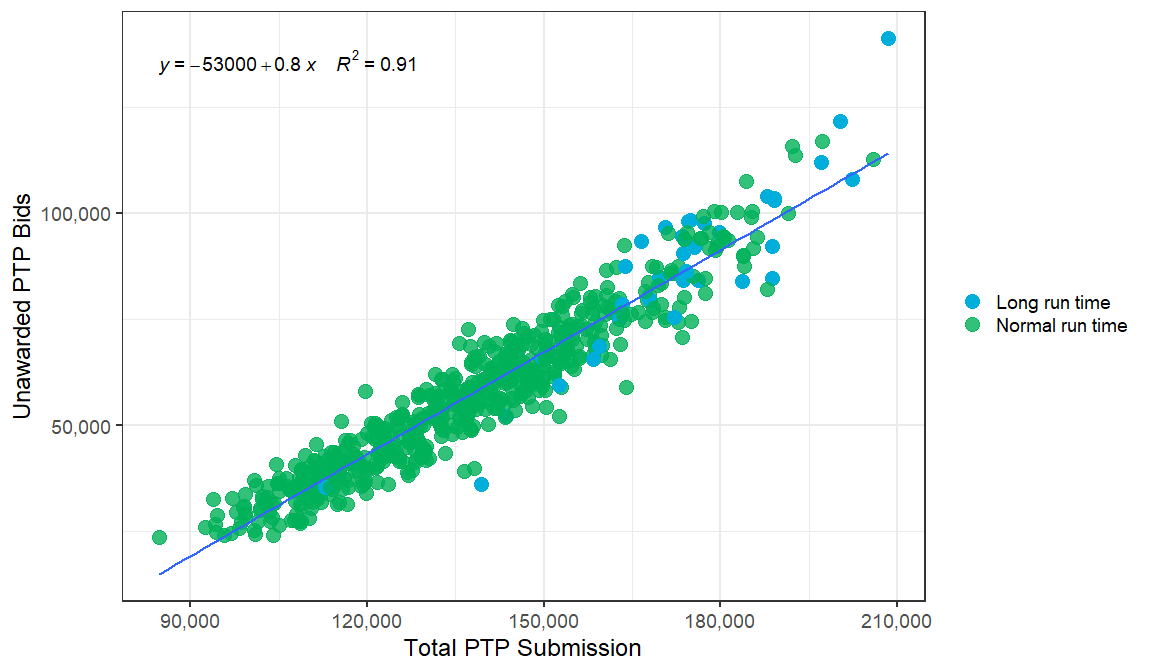 y = −53000 + 0.8 x R² = 0.91
Unawarded PTP Bids
100,000
50,000
90,000 120,000 150,000 180,000 210,000
Total PTP Submission
Long run time
Normal run time